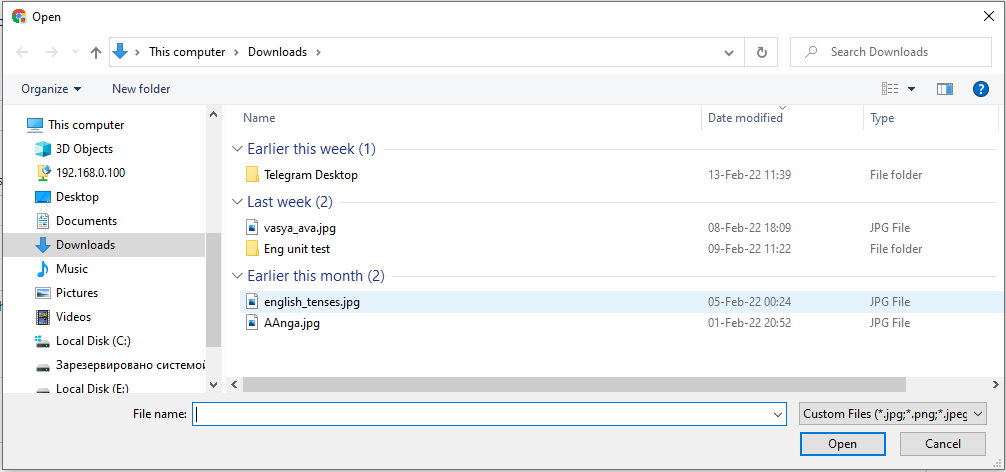 Open
This computer > Downloads >
Search Downloads
Organize
New folder
This computer
3D Objects
192.168.0.100
Desktop
Documents
Downloads
Music
Pictures
Videos
Local Disk (C:)
Зарезервировано системой
Local Disk (E:)
Name Date modified Type
Earlier this week (1)
Telegram Desktop 13-Feb-22 11:39 File folder
Last week (2)
vasya_ava.jpg 08-Feb-22 18:09 JPG File
Eng unit test 09-Feb-22 11:22 File folder
Earlier this month (2)
english_tenses.jpg 05-Feb-22 00:24 JPG File
AAnga.jpg 01-Feb-22 20:52 JPG File
File name:
Custom Files (*.jpg;*.png;*.jpeg
Open
Cancel